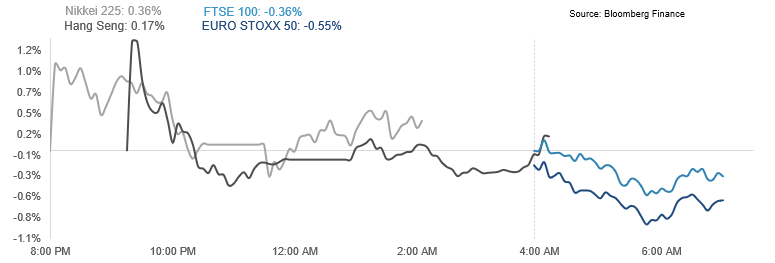 Nikkei 225: 0.36%
FTSE 100: -0.36%
Source: Bloomberg Finance
Hang Seng: 0.17%
EURO STOXX 50: -0.55%
1.2%
1.0%
0.7%
0.5%
0.2%
-0.1%
-0.3%
-0.6%
-0.8%
-1.1%
8:00 PM
10:00 PM
12:00 AM
2:00 AM
4:00 AM
6:00 AM